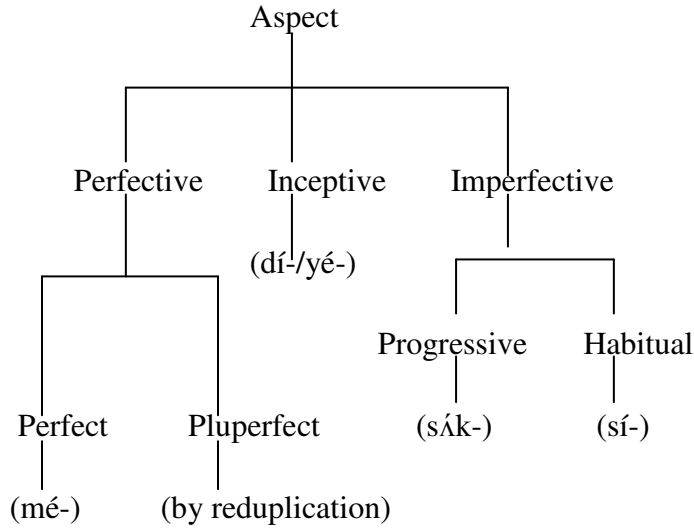 Aspect
Perfective Inceptive Imperfective
(dí-/yé-)
Progressive Habitual
Perfect Pluperfect (sʌ́k-) (sí-)
(mé-) (by reduplication)